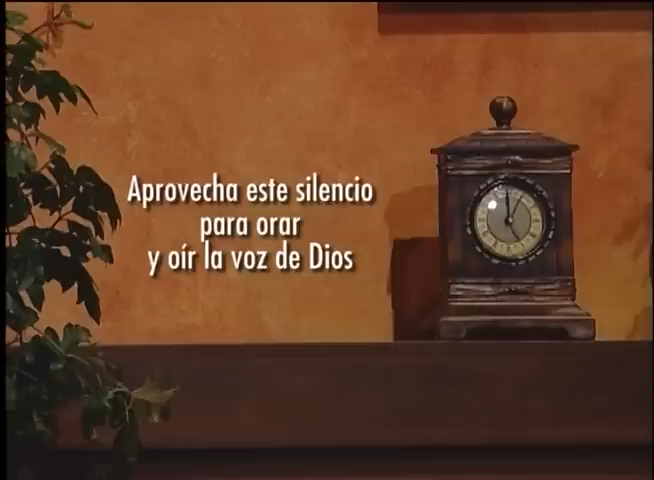 Aprovecha este silencio
para orar
y oír la voz de Dios